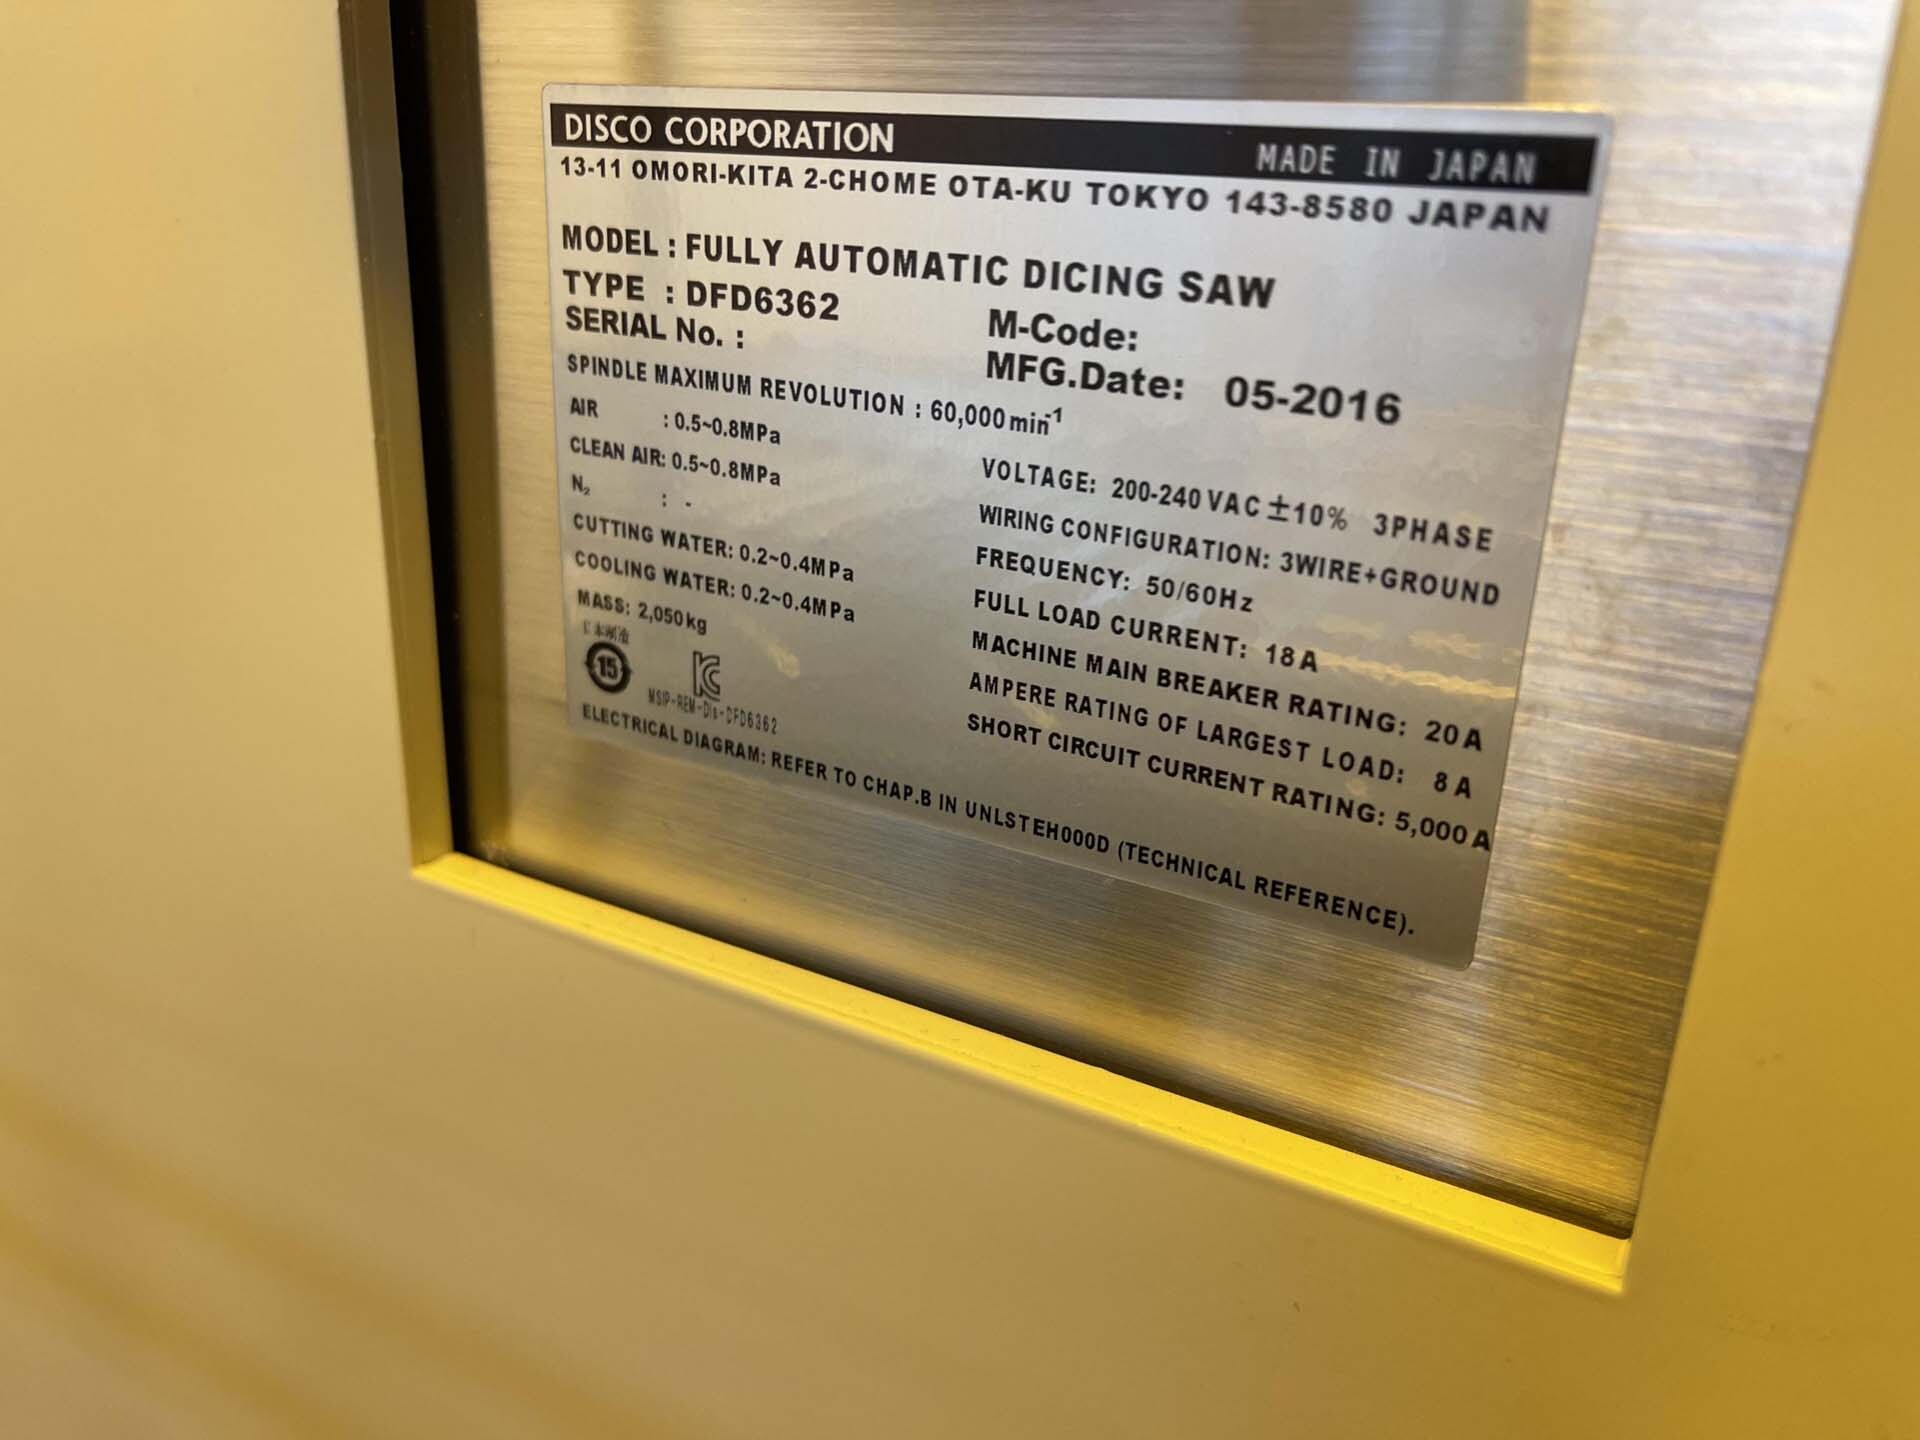 DISCO CORPORATION MADE IN JAPAN
13-11 OMORI-KITA 2-CHOME OTA-KU TOKYO 143-8580 JAPAN
MODEL : FULLY AUTOMATIC DICING SAW
TYPE : DFD6362
SERIAL No. :
M-Code:
MFG.Date: 05-2016
SPINDLE MAXIMUM REVOLUTION : 60,000 min⁻¹
AIR : 0.5~0.8MPa
CLEAN AIR: 0.5~0.8MPa
N₂ : -
CUTTING WATER: 0.2~0.4MPa
COOLING WATER: 0.2~0.4MPa
MASS: 2,050kg
15
MSIP-REM-Dis-DFD6362
VOLTAGE: 200-240 VAC ±10% 3PHASE
WIRING CONFIGURATION: 3WIRE+GROUND
FREQUENCY: 50/60Hz
FULL LOAD CURRENT: 18A
MACHINE MAIN BREAKER RATING: 20A
AMPERE RATING OF LARGEST LOAD: 8A
SHORT CIRCUIT CURRENT RATING: 5,000A
ELECTRICAL DIAGRAM: REFER TO CHAP.B IN UNLSTEH000D (TECHNICAL REFERENCE).